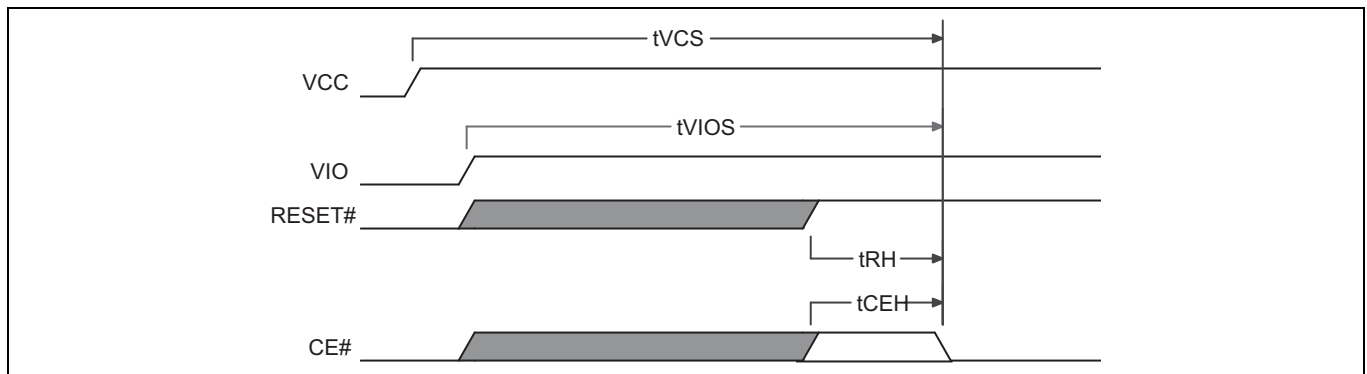 tVCS
VCC
tVIOS
VIO
RESET#
tRH
tCEH
CE#